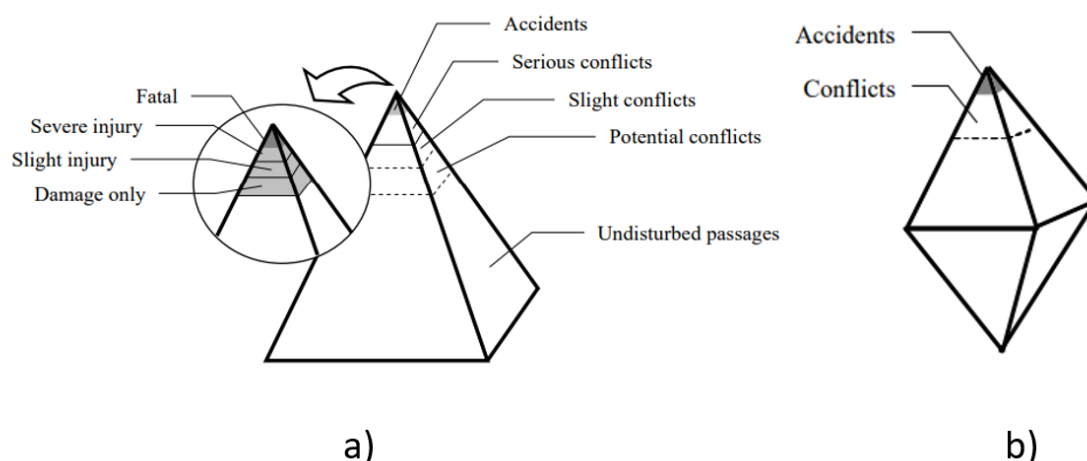 Accidents
Serious conflicts
Slight conflicts
Potential conflicts
Undisturbed passages
Fatal
Severe injury
Slight injury
Damage only
a)
Accidents
Conflicts
b)